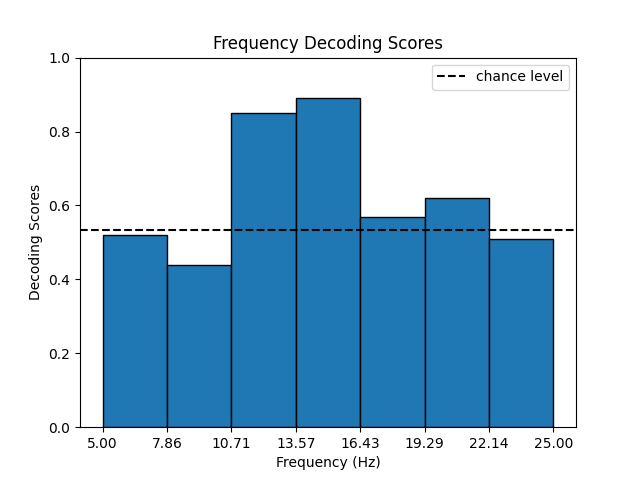 Frequency Decoding Scores
chance level
1.0
0.8
0.6
0.4
0.2
0.0
Decoding Scores
5.00 7.86 10.71 13.57 16.43 19.29 22.14 25.00
Frequency (Hz)